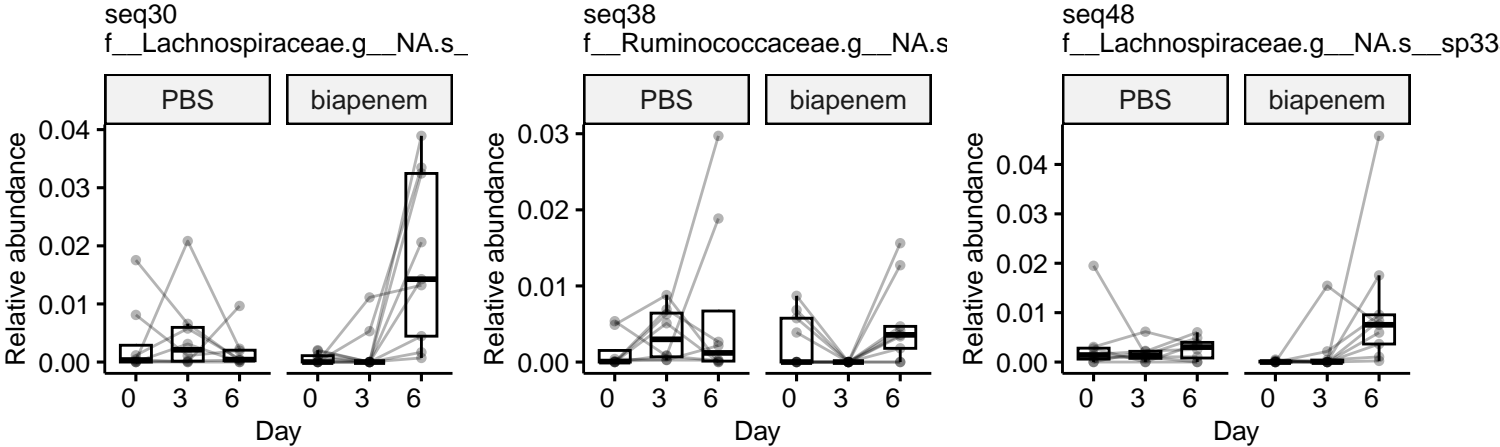 seq30
f__Lachnospiraceae.g__NA.s_
PBS
biapenem
Relative abundance
0.04
0.03
0.02
0.01
0.00
0 3 6 0 3 6
Day
seq38
f__Ruminococcaceae.g__NA.s
PBS
biapenem
Relative abundance
0.03
0.02
0.01
0.00
0 3 6 0 3 6
Day
seq48
f__Lachnospiraceae.g__NA.s__sp33
PBS
biapenem
Relative abundance
0.04
0.03
0.02
0.01
0.00
0 3 6 0 3 6
Day